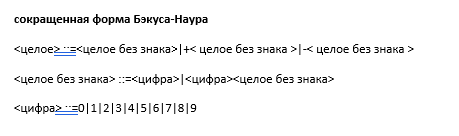 сокращенная форма Бэкуса-Наура
<целое> ::=<целое без знака>|+< целое без знака >|-< целое без знака >
<целое без знака> ::=<цифра>|<цифра><целое без знака>
<цифра> ::=0|1|2|3|4|5|6|7|8|9